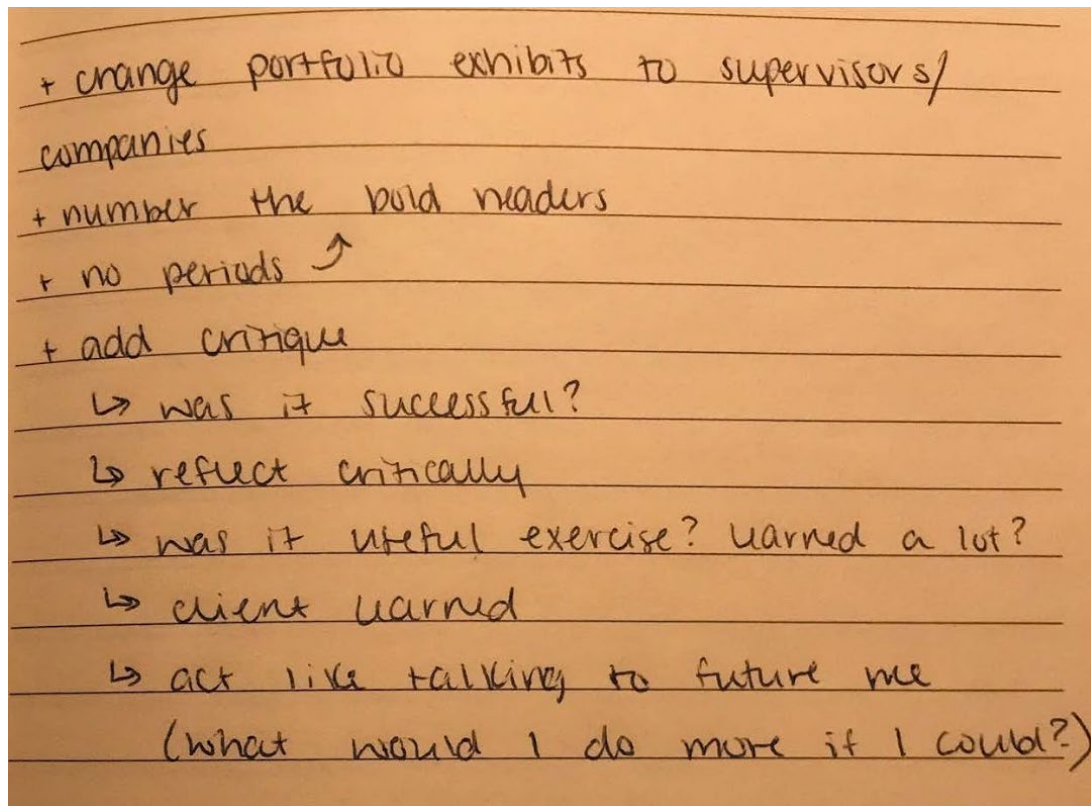 + change portfolio exhibits to supervisors/
companies
+ number the bold headers
+ no periods ⤴
+ add critique
↳ was it successful?
↳ reflect critically
↳ was it useful exercise? learned a lot?
↳ client learned
↳ act like talking to future me
(what would I do more if I could?)